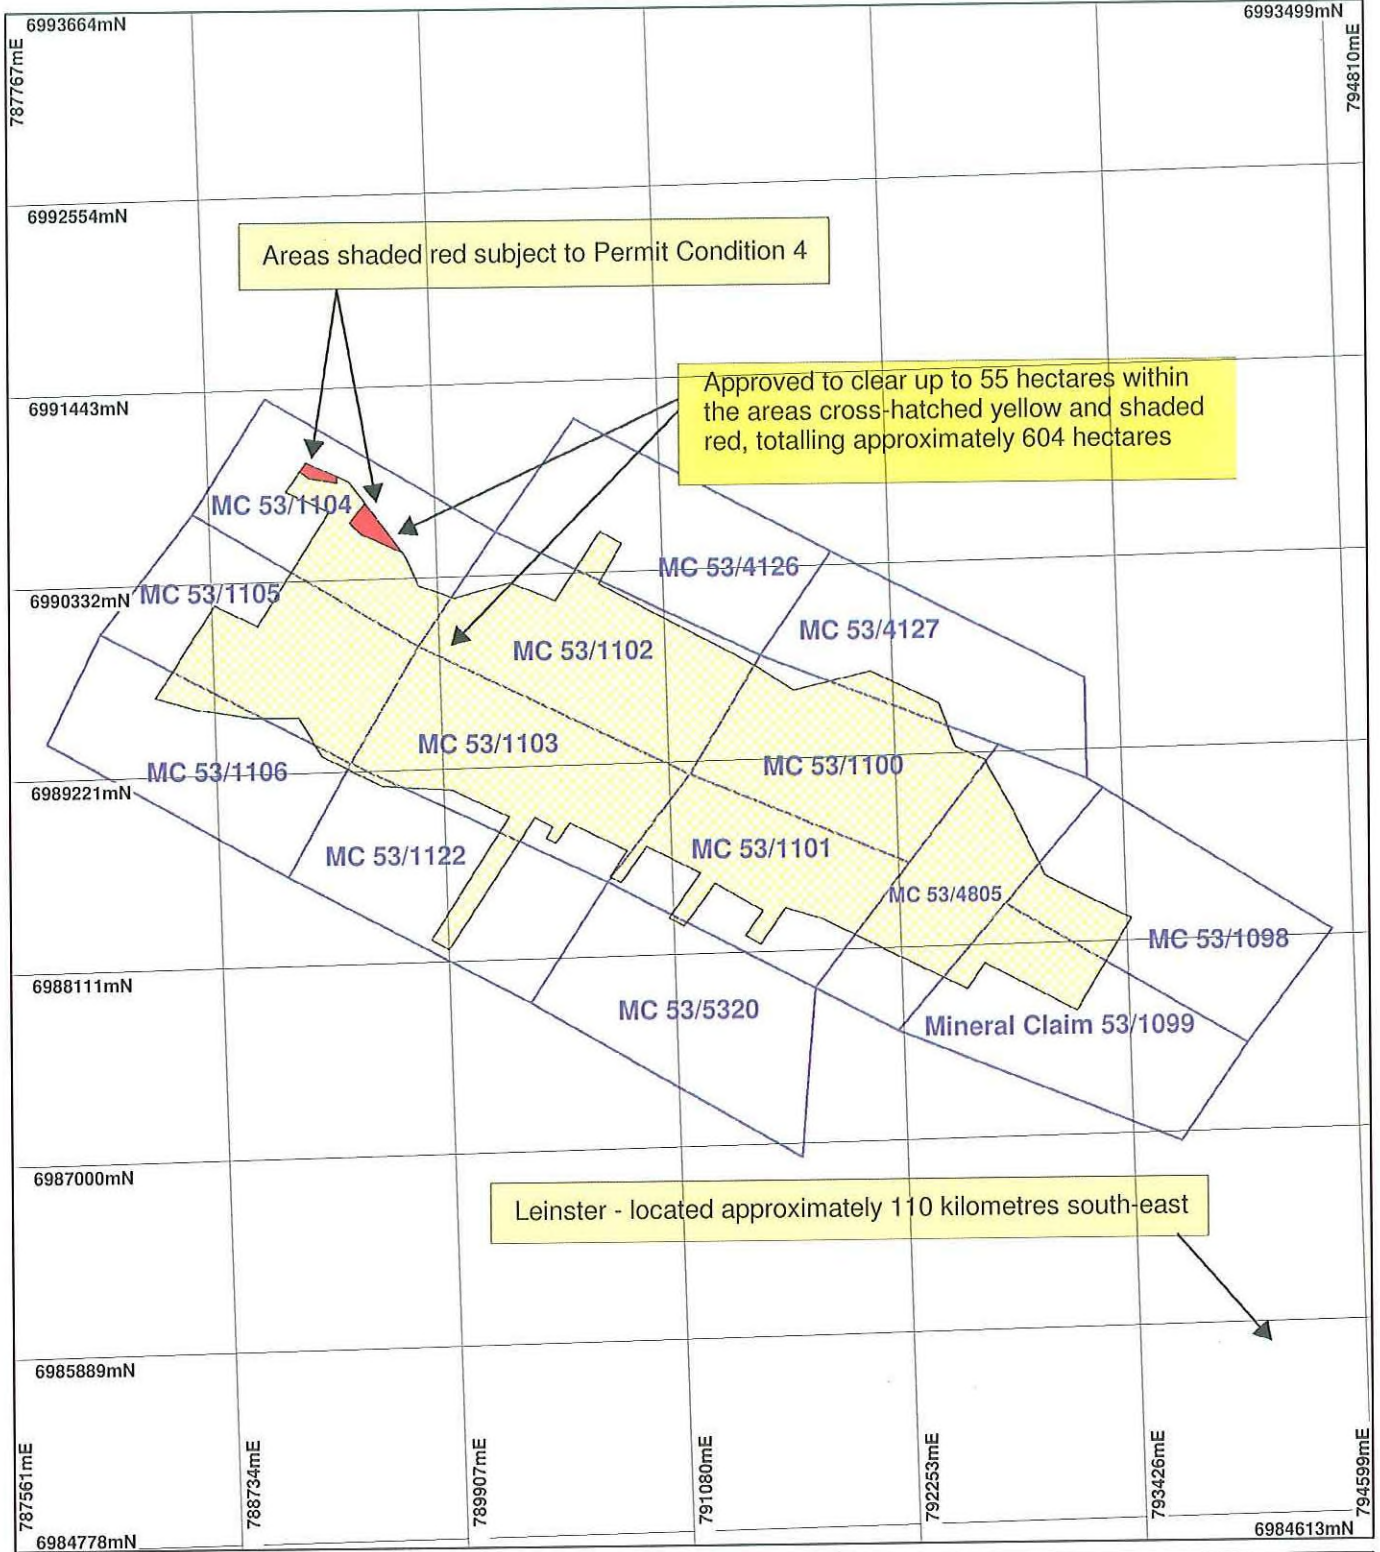 6993664mN
6993499mN
787767mE
794810mE
6992554mN
Areas shaded red subject to Permit Condition 4
Approved to clear up to 55 hectares within
the areas cross-hatched yellow and shaded
red, totalling approximately 604 hectares
6991443mN
MC 53/1104
MC 53/4126
MC 53/1105
6990332mN
MC 53/4127
MC 53/1102
MC 53/1103
MC 53/1100
MC 53/1106
6989221mN
MC 53/1101
MC 53/1122
MC 53/4805
MC 53/1098
6988111mN
MC 53/5320
Mineral Claim 53/1099
6987000mN
Leinster - located approximately 110 kilometres south-east
6985889mN
787561mE
788734mE
789907mE
791080mE
792253mE
793426mE
794599mE
6984778mN
6984613mN